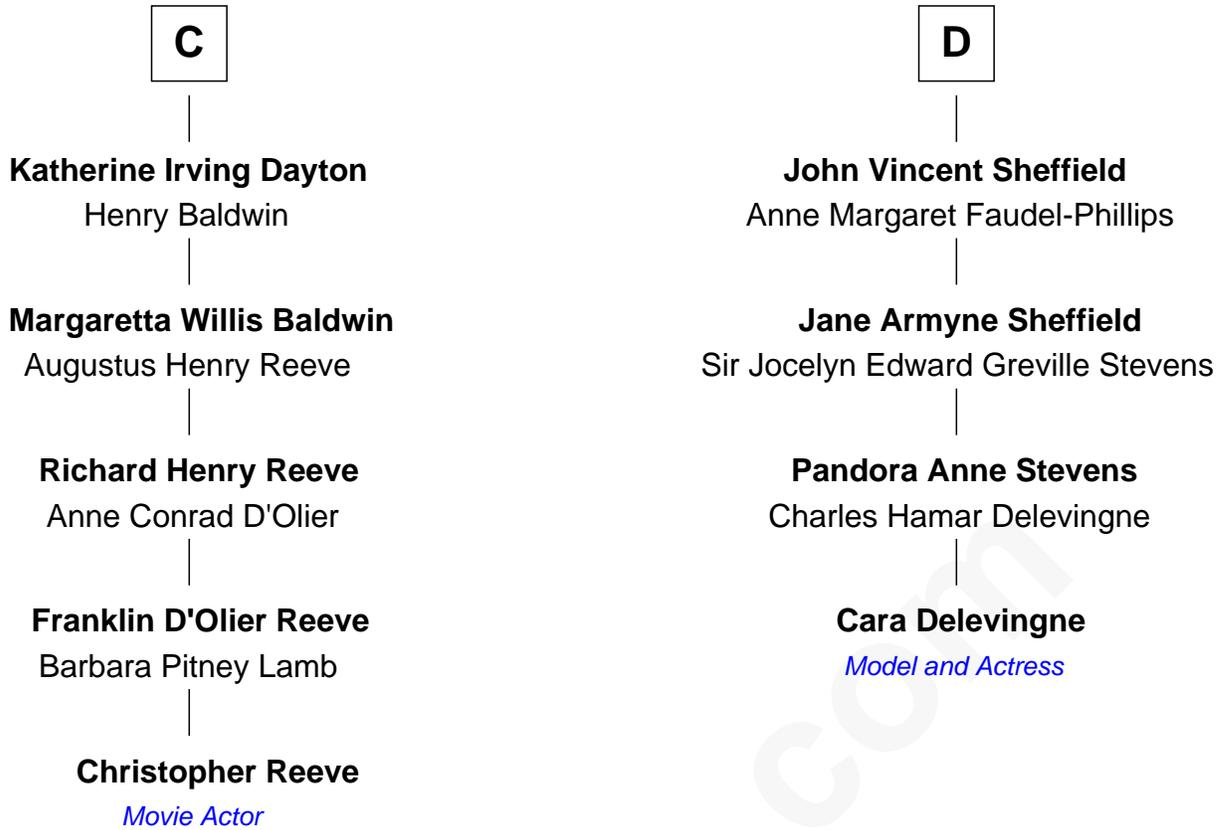 C
Katherine Irving Dayton
Henry Baldwin
Margaretta Willis Baldwin
Augustus Henry Reeve
Richard Henry Reeve
Anne Conrad D'Olier
Franklin D'Olier Reeve
Barbara Pitney Lamb
Christopher Reeve
Movie Actor
D
John Vincent Sheffield
Anne Margaret Faudel-Phillips
Jane Armyne Sheffield
Sir Jocelyn Edward Greville Stevens
Pandora Anne Stevens
Charles Hamar Delevingne
Cara Delevingne
Model and Actress
com